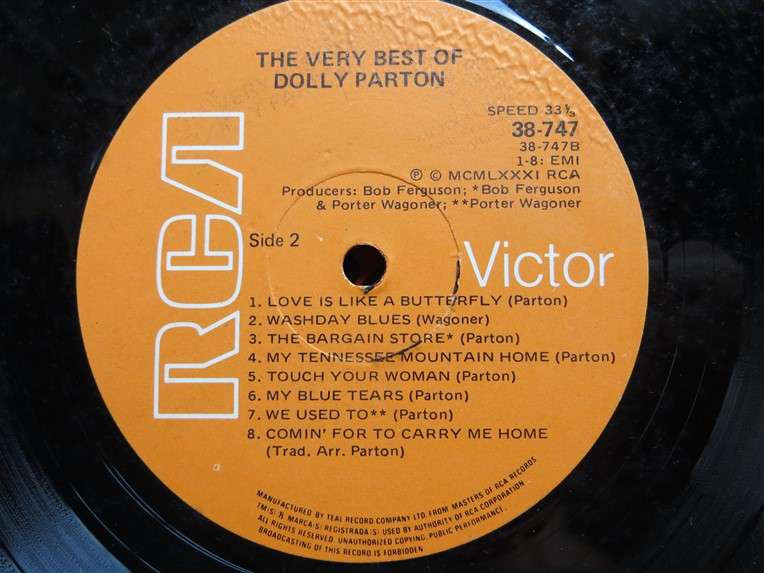 THE VERY BEST OF
DOLLY PARTON
SPEED 33⅓
38-747
38-747B
1-8: EMI
℗ © MCMLXXXI RCA
Producers: Bob Ferguson; *Bob Ferguson
& Porter Wagoner; **Porter Wagoner
RCA
Side 2
Victor
1. LOVE IS LIKE A BUTTERFLY (Parton)
2. WASHDAY BLUES (Wagoner)
3. THE BARGAIN STORE* (Parton)
4. MY TENNESSEE MOUNTAIN HOME (Parton)
5. TOUCH YOUR WOMAN (Parton)
6. MY BLUE TEARS (Parton)
7. WE USED TO** (Parton)
8. COMIN' FOR TO CARRY ME HOME
(Trad. Arr. Parton)
MANUFACTURED BY TEAL RECORD COMPANY LTD. FROM MASTERS OF RCA RECORDS
TM(S) ® MARCA(S) REGISTRADA(S) USED BY AUTHORITY OF RCA CORPORATION
ALL RIGHTS RESERVED. UNAUTHORIZED COPYING, PUBLIC PERFORMANCE,
BROADCASTING OF THIS RECORD IS FORBIDDEN